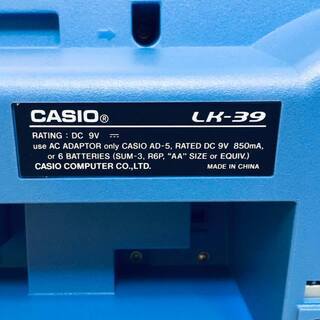 CASIO® LK-39
RATING : DC 9V ⎓
use AC ADAPTOR only CASIO AD-5, RATED DC 9V 850mA,
or 6 BATTERIES (SUM-3, R6P, "AA" SIZE or EQUIV.)
CASIO COMPUTER CO.,LTD. MADE IN CHINA